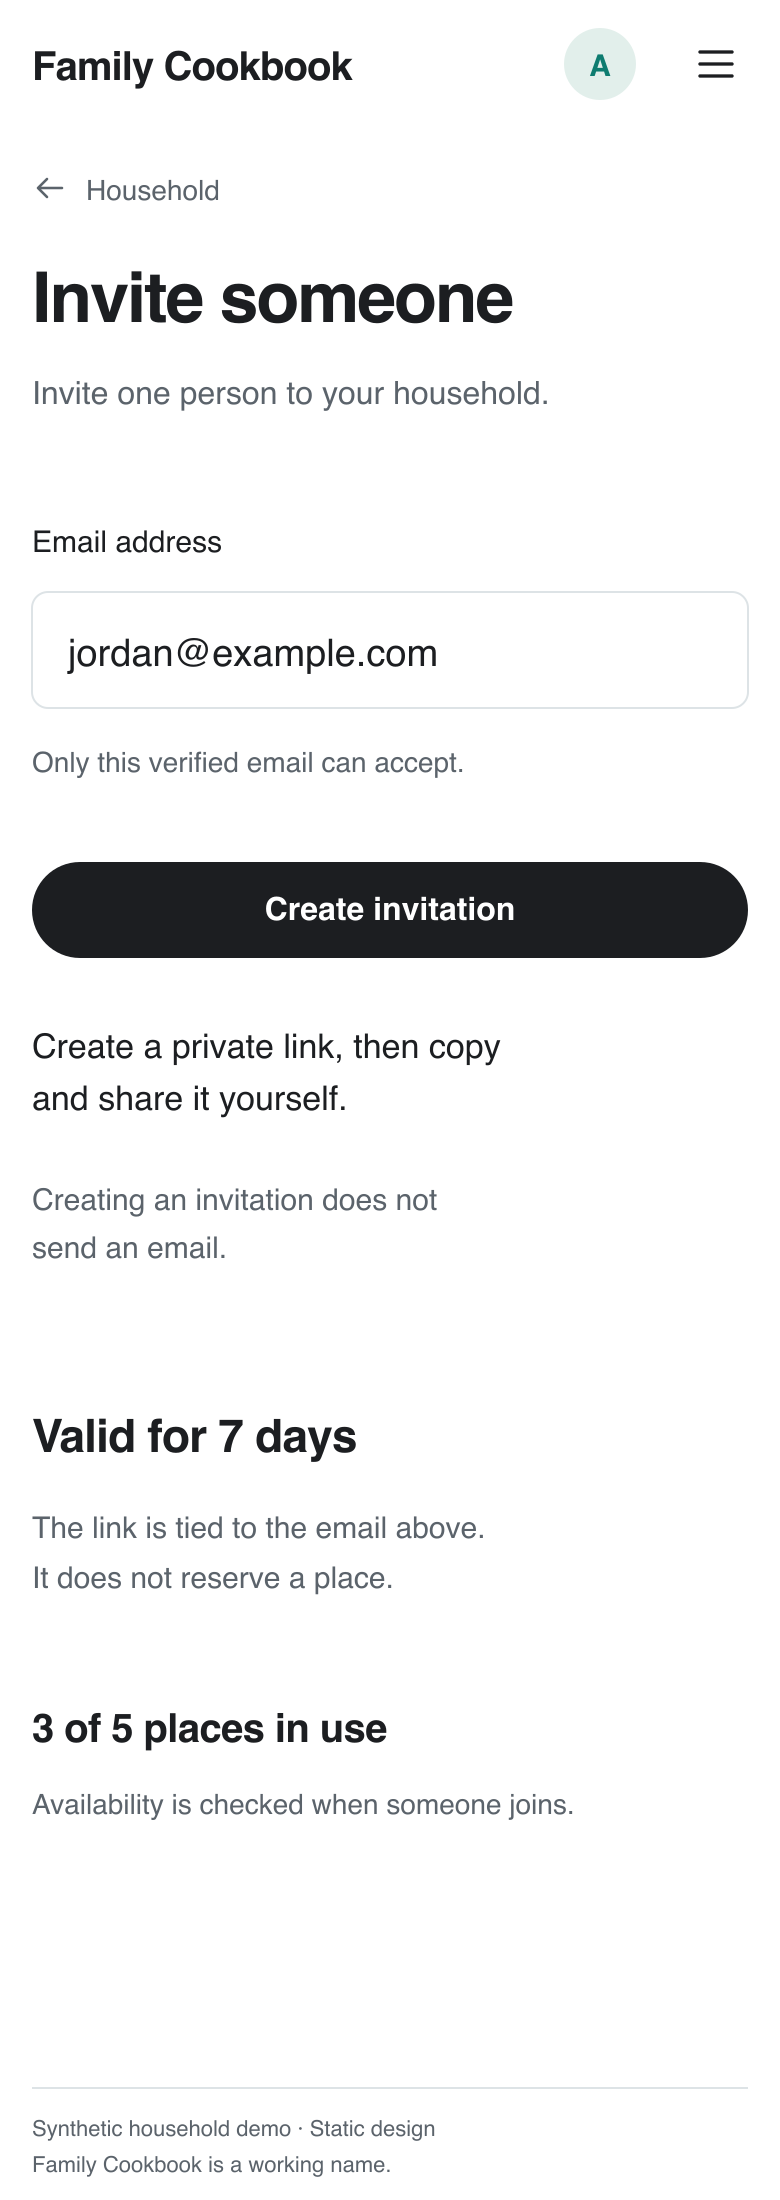 Family Cookbook
A
← Household
Invite someone
Invite one person to your household.
Email address
jordan@example.com
Only this verified email can accept.
Create invitation
Create a private link, then copy
and share it yourself.
Creating an invitation does not
send an email.
Valid for 7 days
The link is tied to the email above.
It does not reserve a place.
3 of 5 places in use
Availability is checked when someone joins.
Synthetic household demo · Static design
Family Cookbook is a working name.